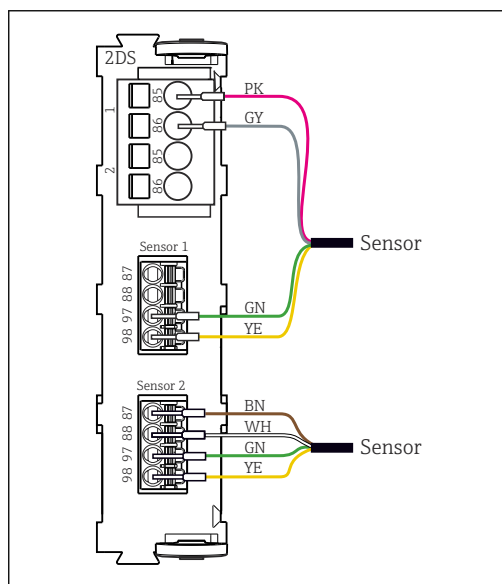 2DS
1
85
PK
86
GY
2
85
86
Sensor
Sensor 1
87
88
97
GN
98
YE
Sensor 2
87
BN
88
WH
Sensor
97
GN
98
YE